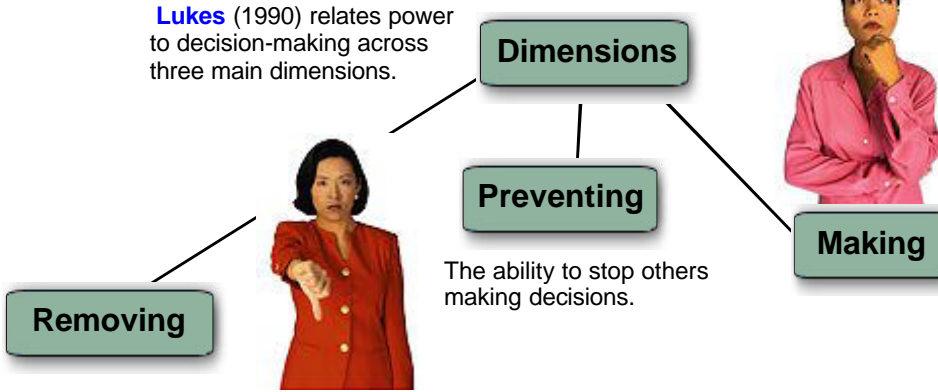 Lukes (1990) relates power
to decision-making across
three main dimensions.
Dimensions
Preventing
The ability to stop others
making decisions.
Making
Removing